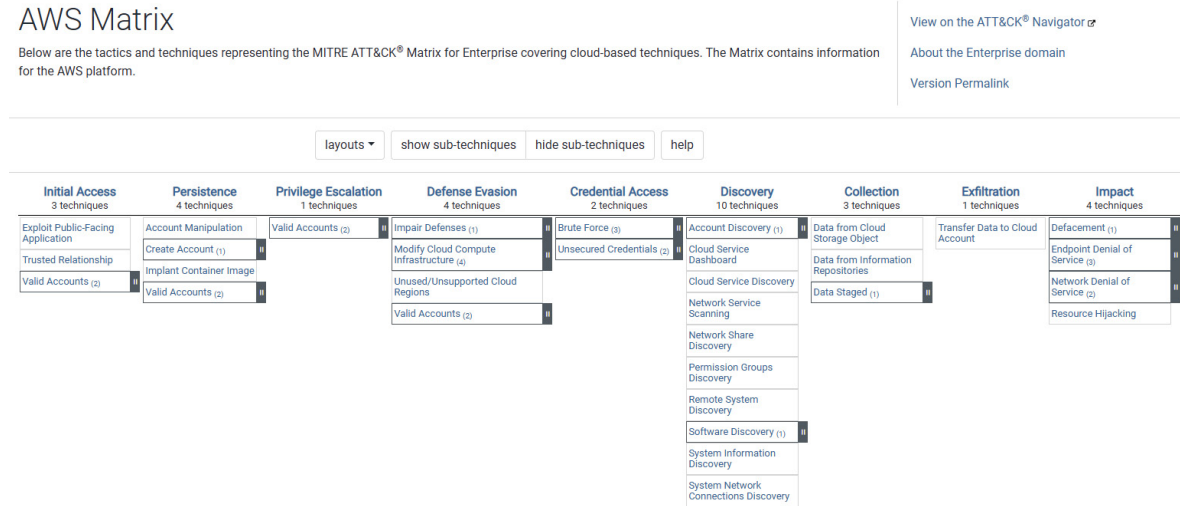 AWS Matrix
Below are the tactics and techniques representing the MITRE ATT&CK® Matrix for Enterprise covering cloud-based techniques. The Matrix contains information
for the AWS platform.
View on the ATT&CK® Navigator
About the Enterprise domain
Version Permalink
layouts
show sub-techniques
hide sub-techniques
help
Initial Access
3 techniques
Exploit Public-Facing
Application
Trusted Relationship
Valid Accounts (2)
Persistence
4 techniques
Account Manipulation
Create Account (1)
Implant Container Image
Valid Accounts (2)
Privilege Escalation
1 techniques
Valid Accounts (2)
Defense Evasion
4 techniques
Impair Defenses (1)
Modify Cloud Compute
Infrastructure (4)
Unused/Unsupported Cloud
Regions
Valid Accounts (2)
Credential Access
2 techniques
Brute Force (3)
Unsecured Credentials (2)
Discovery
10 techniques
Account Discovery (1)
Cloud Service
Dashboard
Cloud Service Discovery
Network Service
Scanning
Network Share
Discovery
Permission Groups
Discovery
Remote System
Discovery
Software Discovery (1)
System Information
Discovery
System Network
Connections Discovery
Collection
3 techniques
Data from Cloud
Storage Object
Data from Information
Repositories
Data Staged (1)
Exfiltration
1 techniques
Transfer Data to Cloud
Account
Impact
4 techniques
Defacement (1)
Endpoint Denial of
Service (3)
Network Denial of
Service (2)
Resource Hijacking